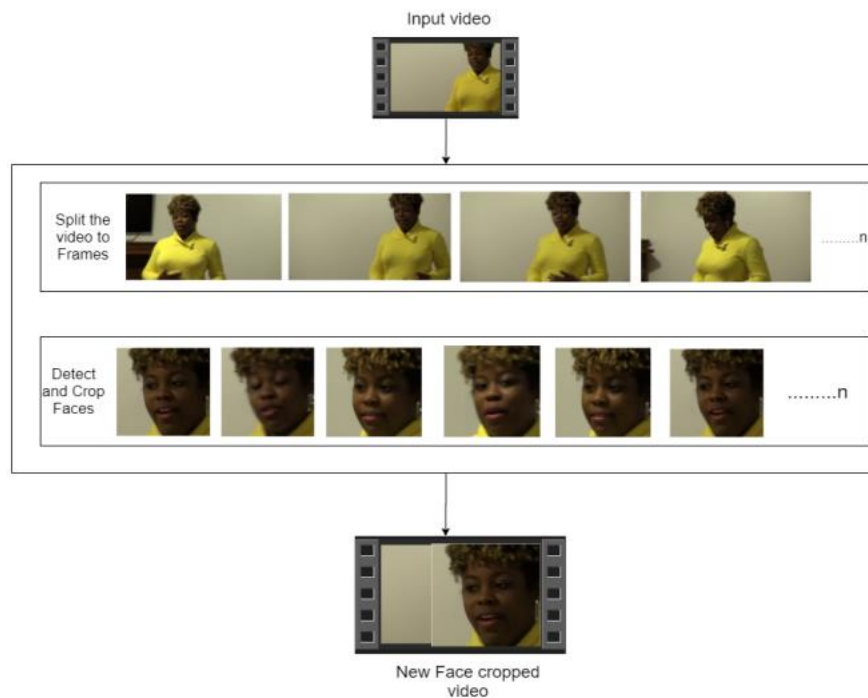 Input video
Split the
video to
Frames
.........n
Detect
and Crop
Faces
.........n
New Face cropped
video